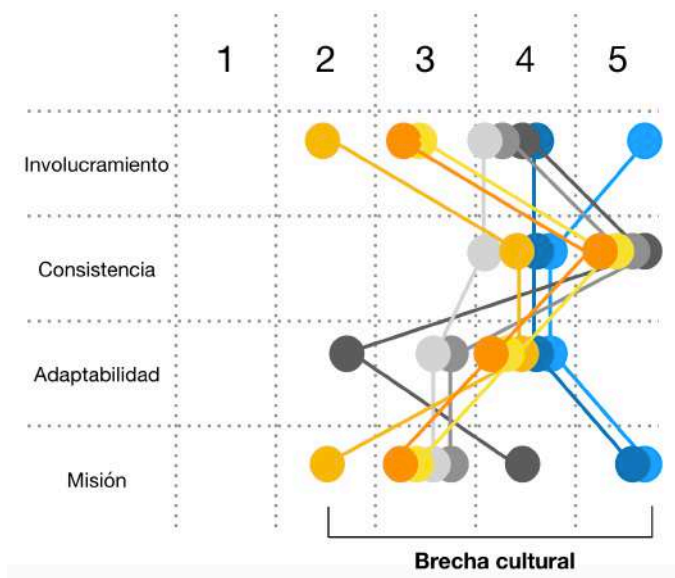 1 2 3 4 5
Involucramiento
Consistencia
Adaptabilidad
Misión
Brecha cultural